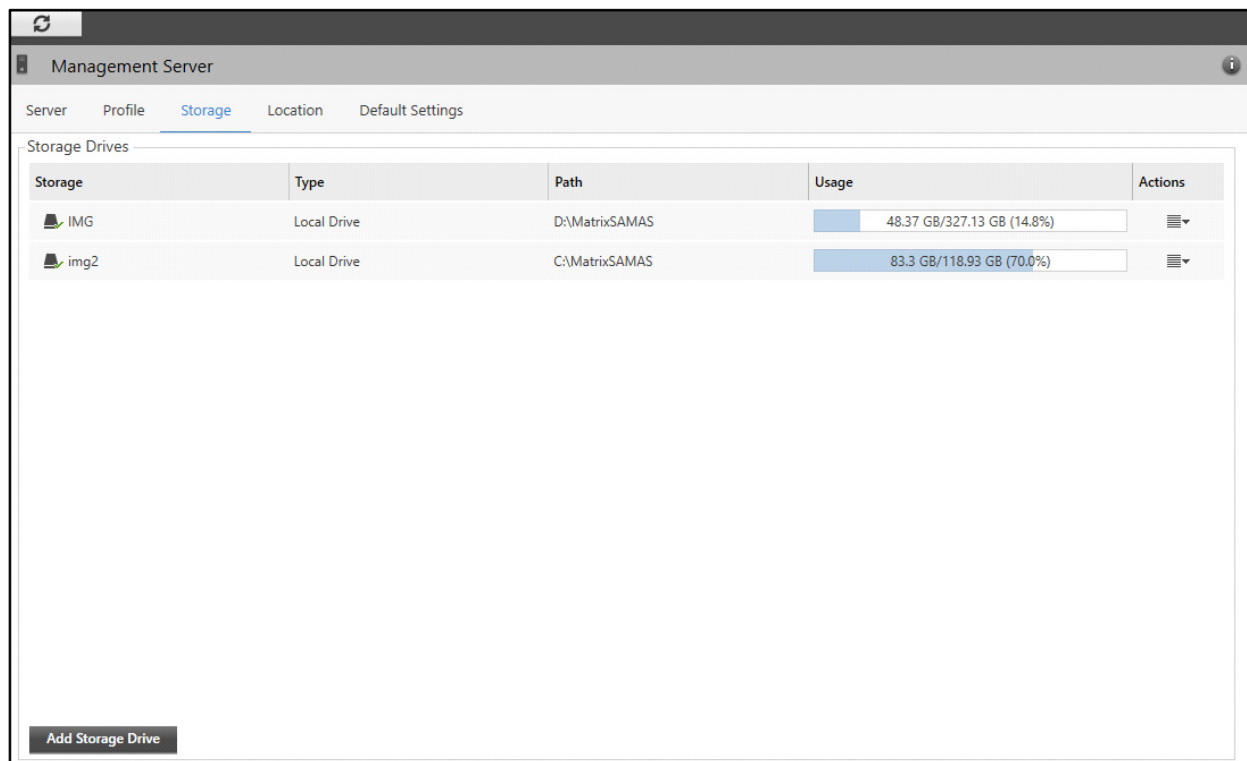 Management Server
Server Profile Storage Location Default Settings
Storage Drives
Storage Type Path Usage Actions
IMG Local Drive D:\MatrixSAMAS 48.37 GB/327.13 GB (14.8%)
img2 Local Drive C:\MatrixSAMAS 83.3 GB/118.93 GB (70.0%)
Add Storage Drive